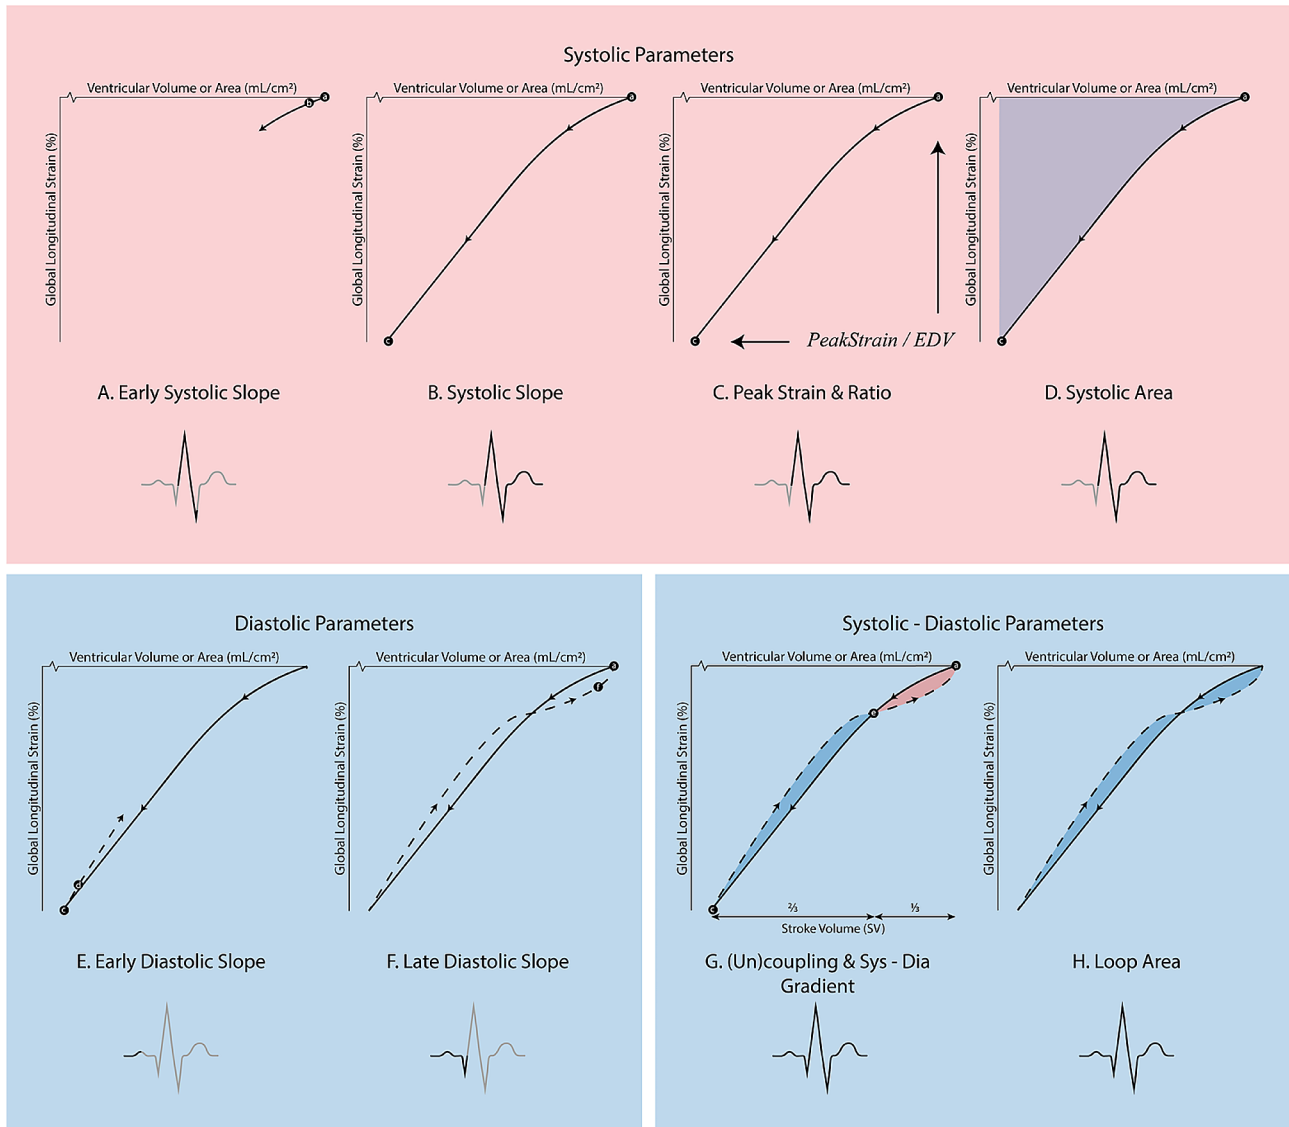 Systolic Parameters
Ventricular Volume or Area (mL/cm²)
Global Longitudinal Strain (%)
a
b
A. Early Systolic Slope
Ventricular Volume or Area (mL/cm²)
Global Longitudinal Strain (%)
a
c
B. Systolic Slope
Ventricular Volume or Area (mL/cm²)
Global Longitudinal Strain (%)
a
c
PeakStrain / EDV
C. Peak Strain & Ratio
Ventricular Volume or Area (mL/cm²)
Global Longitudinal Strain (%)
a
c
D. Systolic Area
Diastolic Parameters
Ventricular Volume or Area (mL/cm²)
Global Longitudinal Strain (%)
d
c
E. Early Diastolic Slope
Ventricular Volume or Area (mL/cm²)
Global Longitudinal Strain (%)
a
f
F. Late Diastolic Slope
Systolic - Diastolic Parameters
Ventricular Volume or Area (mL/cm²)
Global Longitudinal Strain (%)
a
e
c
⅔
⅓
Stroke Volume (SV)
G. (Un)coupling & Sys - Dia
Gradient
Ventricular Volume or Area (mL/cm²)
Global Longitudinal Strain (%)
H. Loop Area